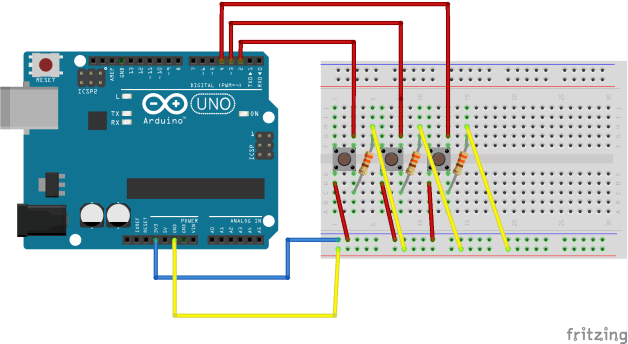 RESET
ICSP2
AREF
GND
13
12
~11
~10
~9
8
7
~6
~5
4
~3
2
TX▶1
RX◀0
DIGITAL (PWM=~)
L
TX
RX
UNO
Arduino™
ON
ICSP
1
IOREF
RESET
3V3
5V
GND
GND
VIN
POWER
ANALOG IN
A0
A1
A2
A3
A4
A5
fritzing